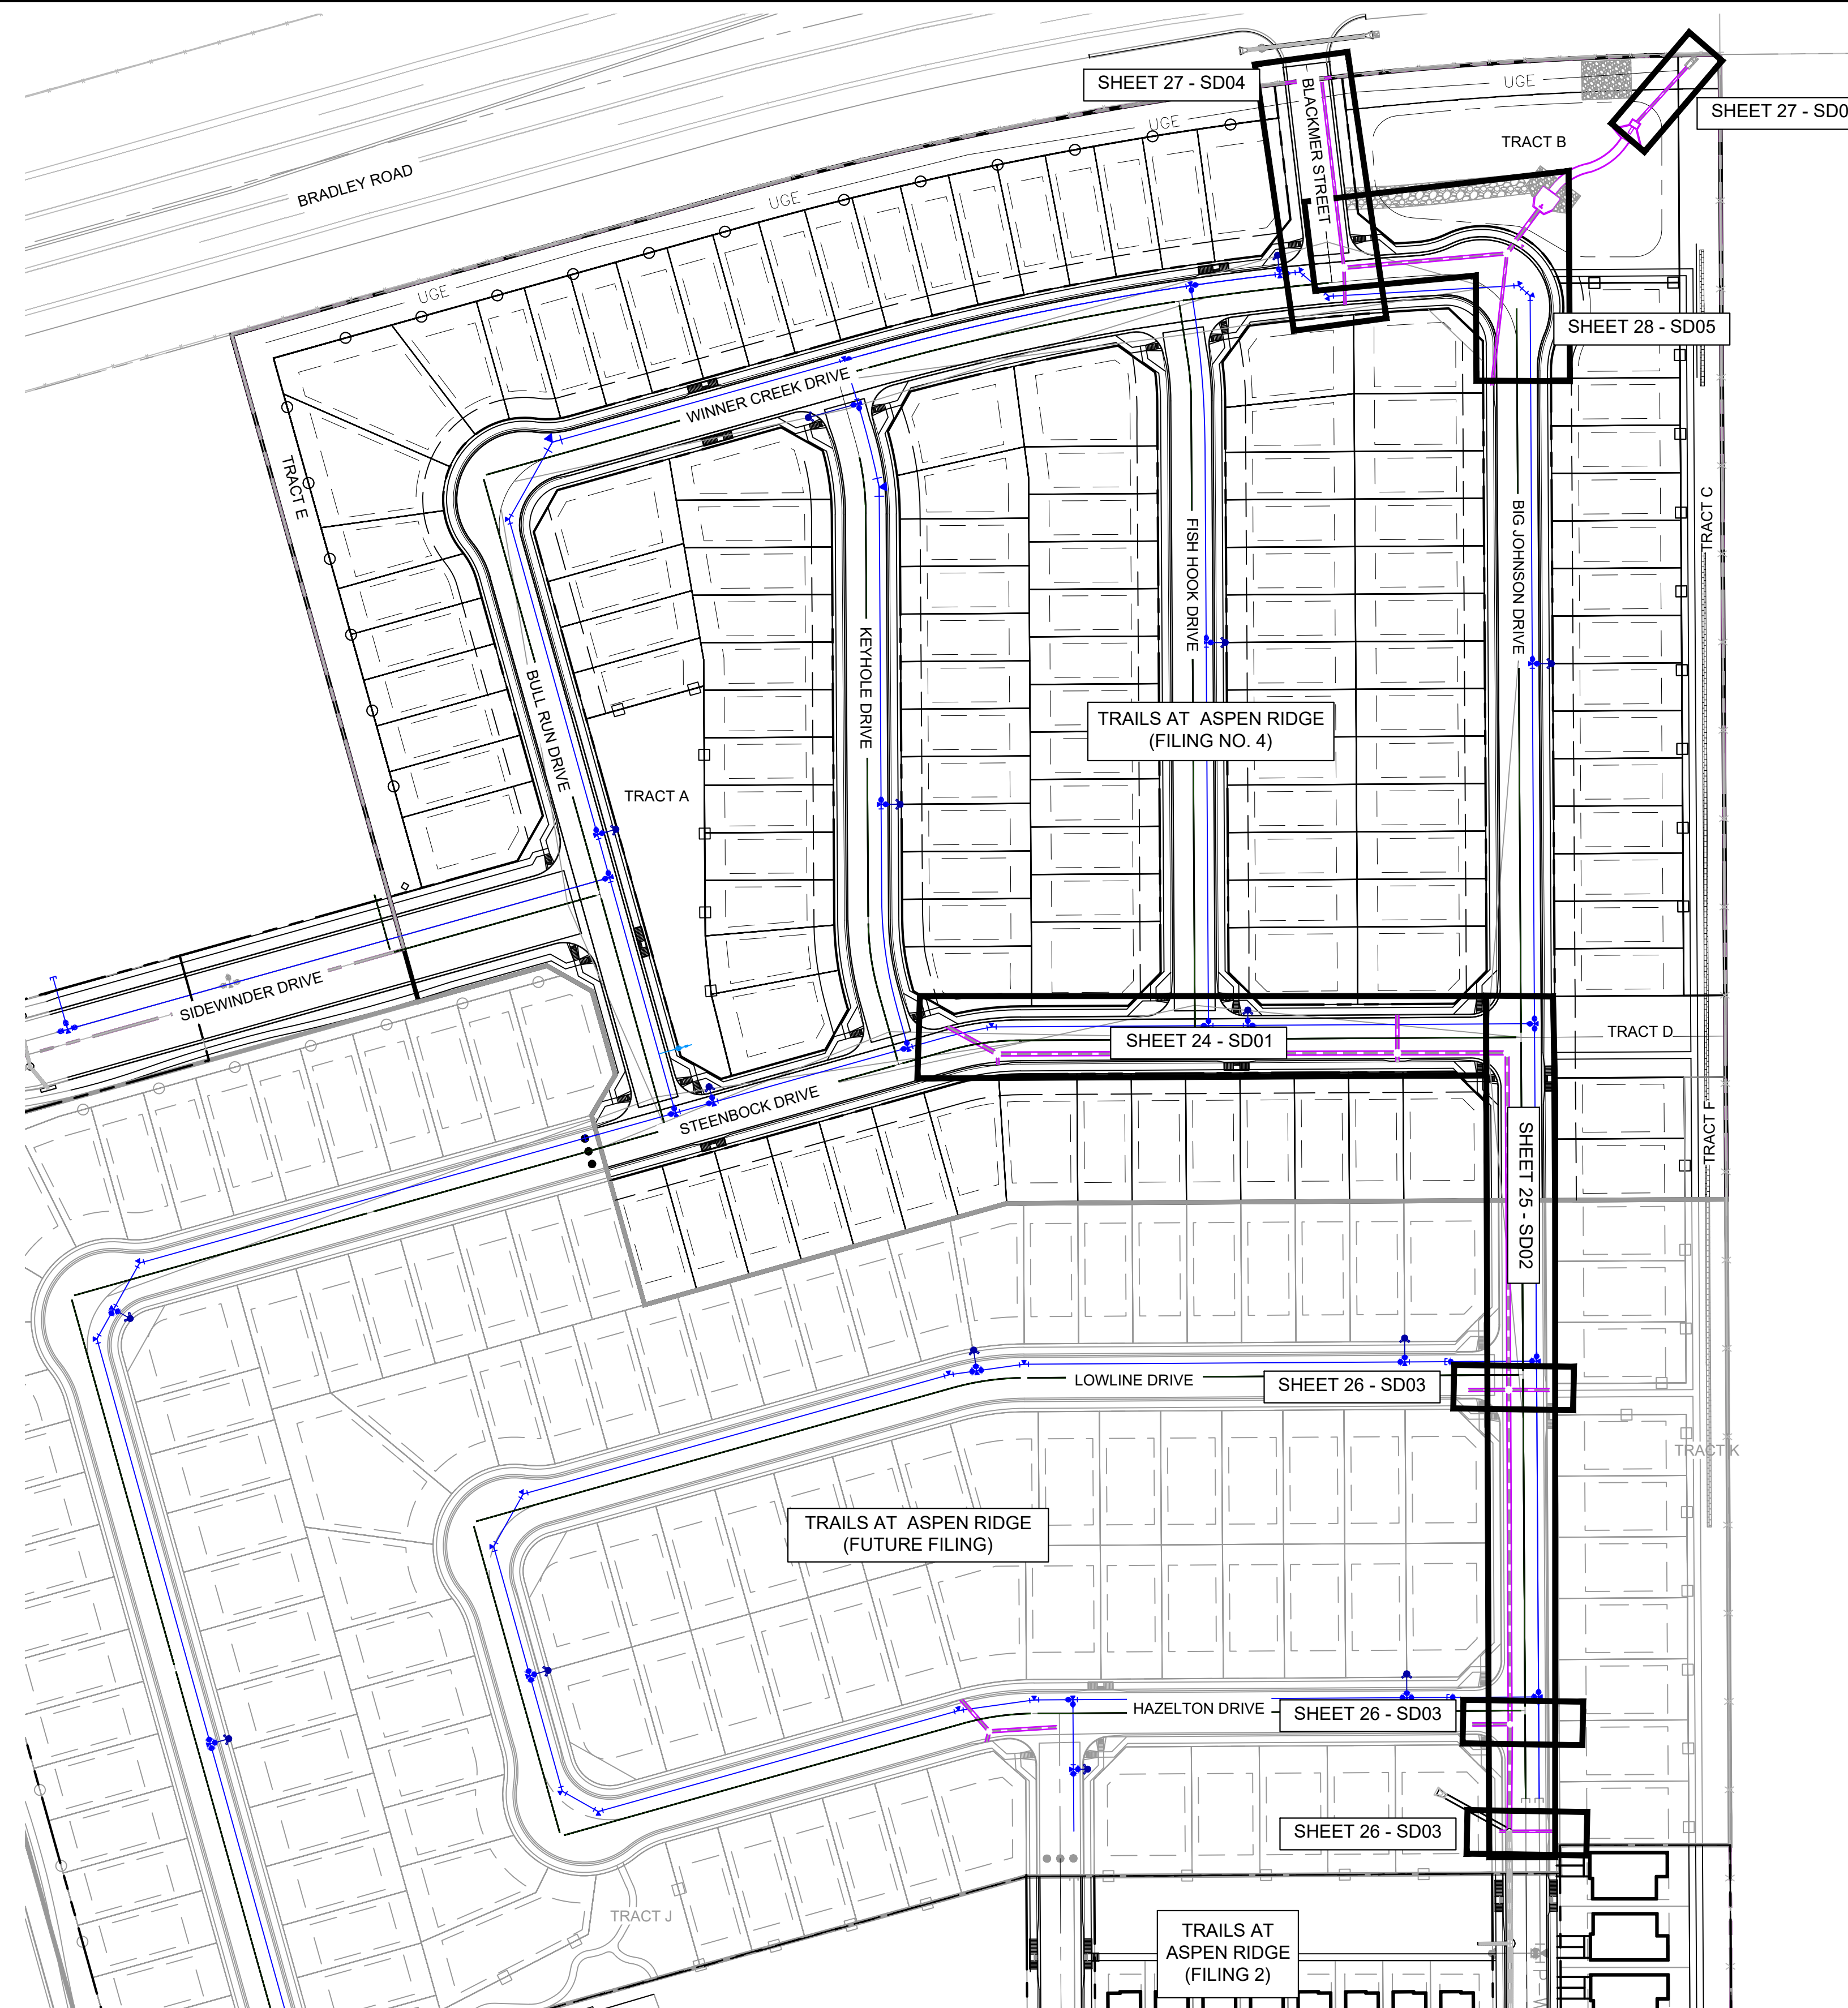 SHEET 27 - SD04
BLACKMER STREET
UGE
SHEET 27 - SD0
UGE
TRACT B
BRADLEY ROAD
UGE
UGE
SHEET 28 - SD05
WINNER CREEK DRIVE
TRACT E
TRACT C
FISH HOOK DRIVE
BIG JOHNSON DRIVE
KEYHOLE DRIVE
BULL RUN DRIVE
TRAILS AT ASPEN RIDGE
(FILING NO. 4)
TRACT A
SIDEWINDER DRIVE
SHEET 24 - SD01
TRACT D
STEENBOCK DRIVE
TRACT F
SHEET 25 - SD02
LOWLINE DRIVE
SHEET 26 - SD03
TRACT K
TRAILS AT ASPEN RIDGE
(FUTURE FILING)
HAZELTON DRIVE
SHEET 26 - SD03
SHEET 26 - SD03
TRACT J
TRAILS AT
ASPEN RIDGE
(FILING 2)